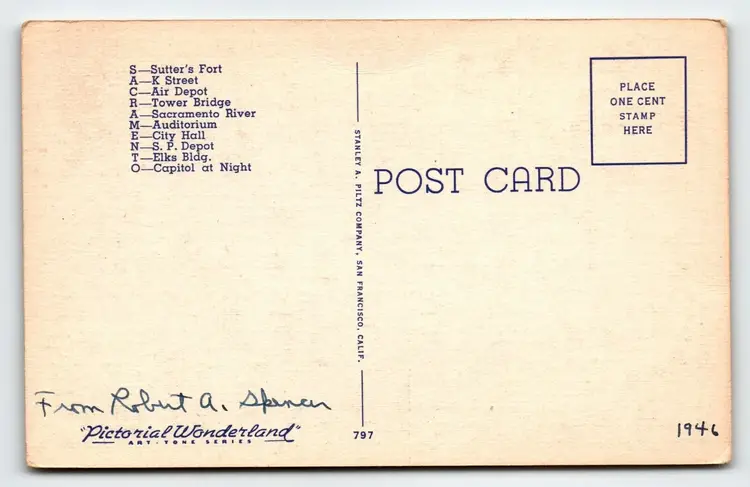 S—Sutter's Fort
A—K Street
C—Air Depot
R—Tower Bridge
A—Sacramento River
M—Auditorium
E—City Hall
N—S. P. Depot
T—Elks Bldg.
O—Capitol at Night
From Robert A. Spencer
"Pictorial Wonderland"
ART-TONE SERIES
STANLEY A. PILTZ COMPANY, SAN FRANCISCO, CALIF.
797
PLACE
ONE CENT
STAMP
HERE
POST CARD
1946